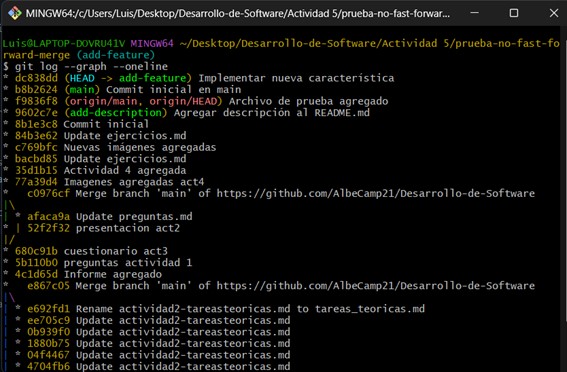 MINGW64:/c/Users/Luis/Desktop/Desarrollo-de-Software/Actividad 5/prueba-no-fast-forwar...
Luis@LAPTOP-DOVRU41V MINGW64 ~/Desktop/Desarrollo-de-Software/Actividad 5/prueba-no-fast-fo
rward-merge (add-feature)
$ git log --graph --oneline
* dc838dd (HEAD -> add-feature) Implementar nueva característica
* b8b2624 (main) Commit inicial en main
* f9836f8 (origin/main, origin/HEAD) Archivo de prueba agregado
* 9602c7e (add-description) Agregar descripción al README.md
* 8b1e3c8 Commit inicial
* 84b3e62 Update ejercicios.md
* c769bfc Nuevas imágenes agregadas
* bacbd85 Update ejercicios.md
* 35d1b15 Actividad 4 agregada
* 77a39d4 Imagenes agregadas act4
*   c0976cf Merge branch 'main' of https://github.com/AlbeCamp21/Desarrollo-de-Software
|\
| * afaca9a Update preguntas.md
* | 52f2f32 presentacion act2
|/
* 680c91b cuestionario act3
* 5b110b0 preguntas actividad 1
* 4c1d65d Informe agregado
*   e867c05 Merge branch 'main' of https://github.com/AlbeCamp21/Desarrollo-de-Software
|\
| * e692fd1 Rename actividad2-tareasteoricas.md to tareas_teoricas.md
| * ee705c9 Update actividad2-tareasteoricas.md
| * 0b939f0 Update actividad2-tareasteoricas.md
| * 1880b75 Update actividad2-tareasteoricas.md
| * 04f4467 Update actividad2-tareasteoricas.md
| * 4704fb6 Update actividad2-tareasteoricas.md